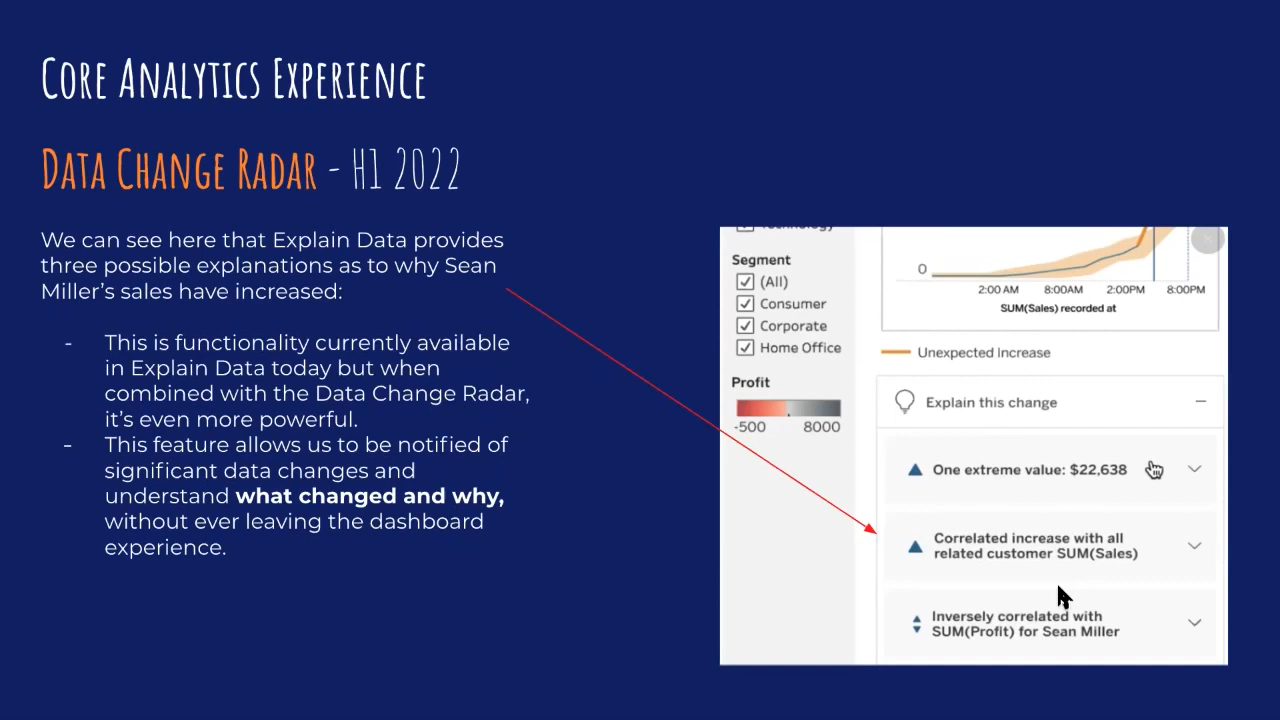 Core Analytics Experience
Data Change Radar - H1 2022
We can see here that Explain Data provides
three possible explanations as to why Sean
Miller’s sales have increased:
- This is functionality currently available
in Explain Data today but when
combined with the Data Change Radar,
it’s even more powerful.
- This feature allows us to be notified of
significant data changes and
understand what changed and why,
without ever leaving the dashboard
experience.
Technology
Segment
(All)
Consumer
Corporate
Home Office
Profit
-500 8000
0
2:00 AM 8:00AM 2:00PM 8:00PM
SUM(Sales) recorded at
Unexpected Increase
Explain this change
One extreme value: $22,638
Correlated increase with all
related customer SUM(Sales)
Inversely correlated with
SUM(Profit) for Sean Miller